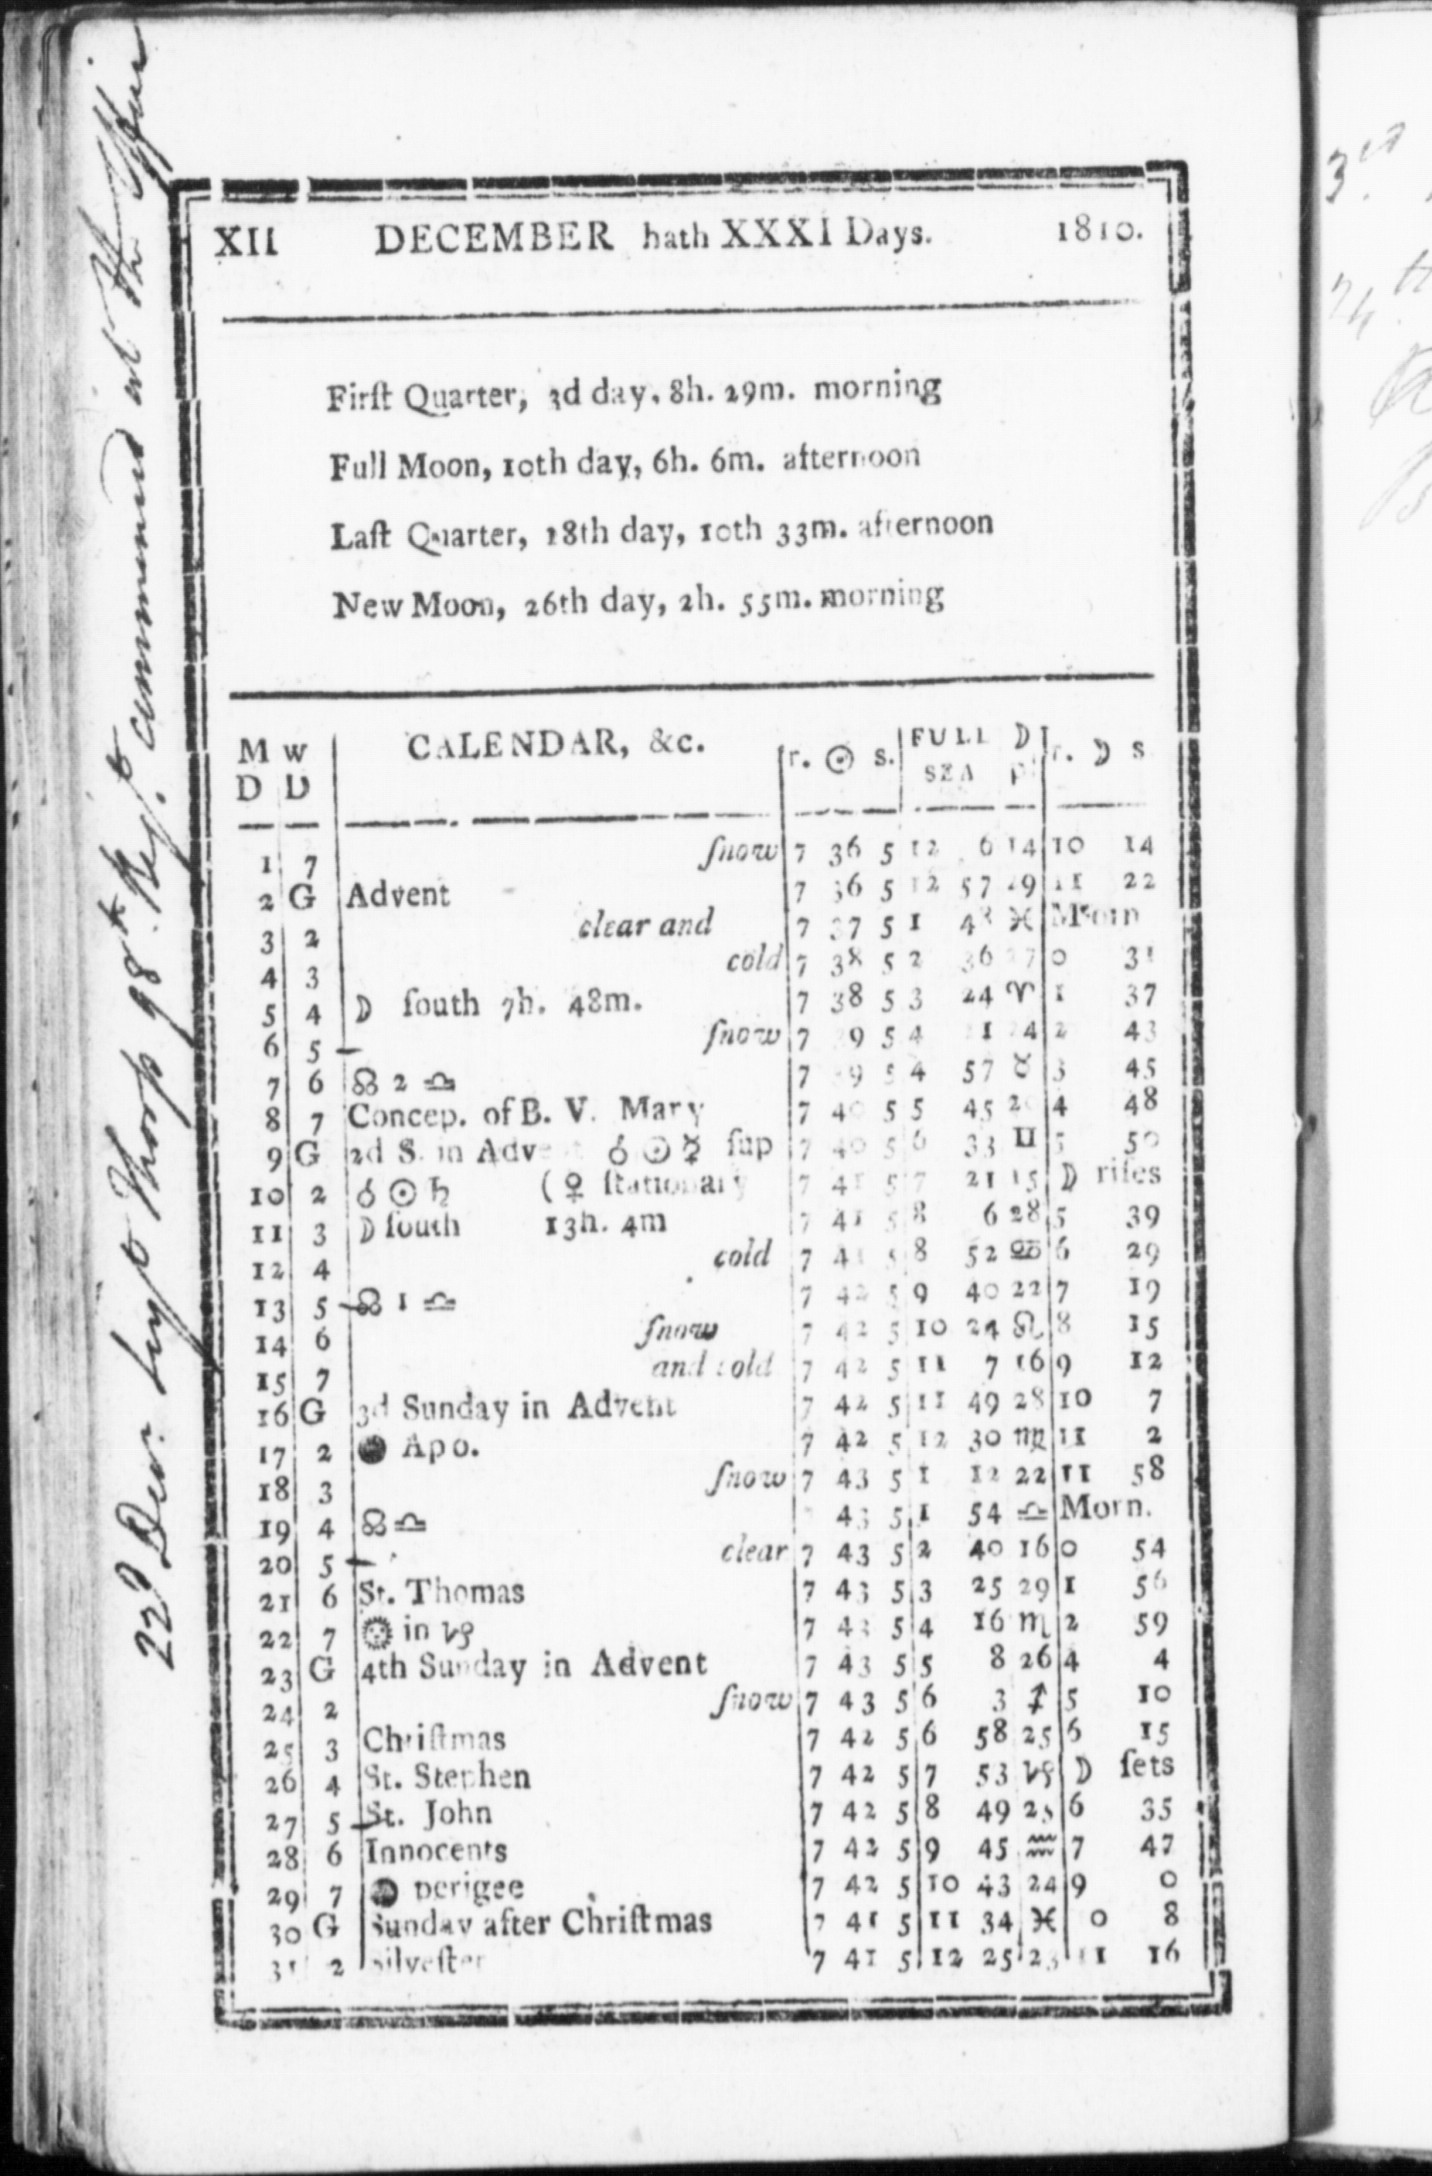 XII DECEMBER hath XXXI Days. 1810.
Firſt Quarter, 3d day, 8h. 29m. morning
Full Moon, 10th day, 6h. 6m. afternoon
Laſt Quarter, 18th day, 10th 33m. afternoon
New Moon, 26th day, 2h. 55m. morning
M W CALENDAR, &c. r. ☉ s. FULL ☽ r. ☽ s
D D SEA pl
1 7 ſnow 7 36 5 12 6 14 10 14
2 G Advent 7 36 5 12 57 29 11 22
3 2 clear and 7 37 5 1 48 ♓ Morn
4 3 cold 7 38 5 2 36 27 0 31
5 4 ☽ ſouth 7h. 48m. 7 38 5 3 24 ♈ 1 37
6 5 ſnow 7 9 5 4 1 24 2 43
7 6 ☊ 2 ♎ 7 39 5 4 57 ♉ 3 45
8 7 Concep. of B. V. Mary 7 40 5 5 45 20 4 48
9 G 2d S. in Advent ☌ ☉ ☿ ſup 7 40 5 6 33 ♊ 5 50
10 2 ☌ ☉ ♄ ( ♀ ſtationary 7 41 5 7 21 15 ☽ riſes
11 3 ☽ ſouth 13h. 4m 7 41 5 8 6 28 5 39
12 4 cold 7 41 5 8 52 ♋ 6 29
13 5 ☊ 1 ♎ 7 42 5 9 40 22 7 19
14 6 ſnow 7 42 5 10 24 ♌ 8 15
15 7 and cold 7 42 5 11 7 16 9 12
16 G 3d Sunday in Advent 7 42 5 11 49 28 10 7
17 2 ● Apo. 7 42 5 12 30 ♍ 11 2
18 3 ſnow 7 43 5 1 12 22 11 58
19 4 ☊ ♎ 43 5 1 54 ♎ Morn.
20 5 clear 7 43 5 2 40 16 0 54
21 6 St. Thomas 7 43 5 3 25 29 1 56
22 7 ☉ in ♑ 7 43 5 4 16 ♏ 2 59
23 G 4th Sunday in Advent 7 43 5 5 8 26 4 4
24 2 ſnow 7 43 5 6 3 ♐ 5 10
25 3 Chriſtmas 7 42 5 6 58 25 6 15
26 4 St. Stephen 7 42 5 7 53 ♑ ☽ ſets
27 5 St. John 7 42 5 8 49 25 6 35
28 6 Innocents 7 42 5 9 45 ♒ 7 47
29 7 ● perigee 7 42 5 10 43 24 9 0
30 G Sunday after Chriſtmas 7 41 5 11 34 ♓ 0 8
31 2 Silveſter 7 41 5 12 25 23 11 16
22d Decr. Thorp 98th Regt. command at the
3rd
24th